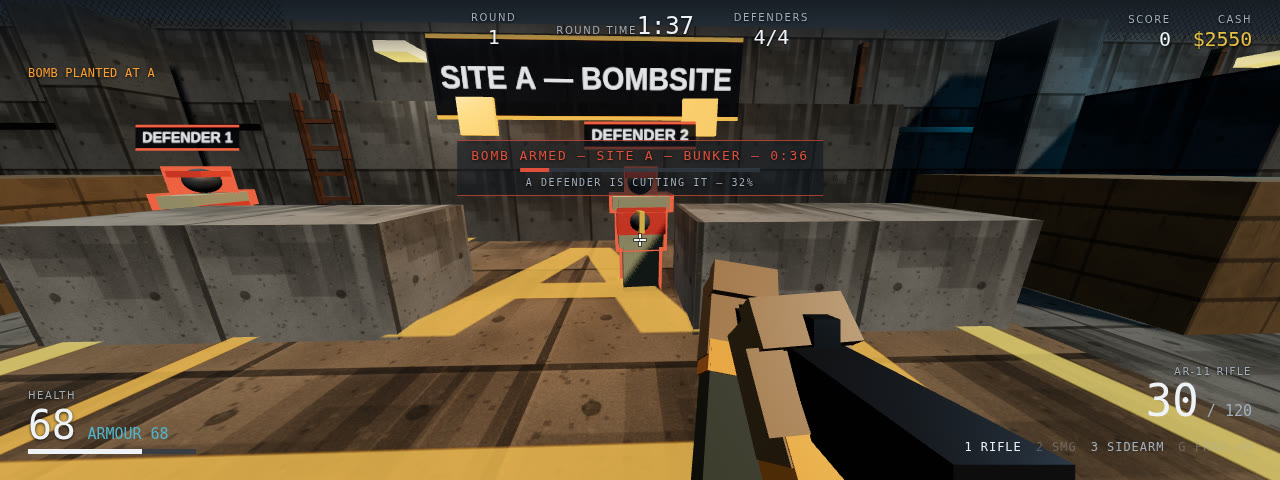 ROUND
1
ROUND TIME 1:37
DEFENDERS
4/4
SCORE
0
CASH
$2550
BOMB PLANTED AT A
SITE A — BOMBSITE
DEFENDER 1
DEFENDER 2
BOMB ARMED — SITE A — BUNKER — 0:36
A DEFENDER IS CUTTING IT — 32%
A
HEALTH
68 ARMOUR 68
AR-11 RIFLE
30 / 120
1 RIFLE 2 SMG 3 SIDEARM G